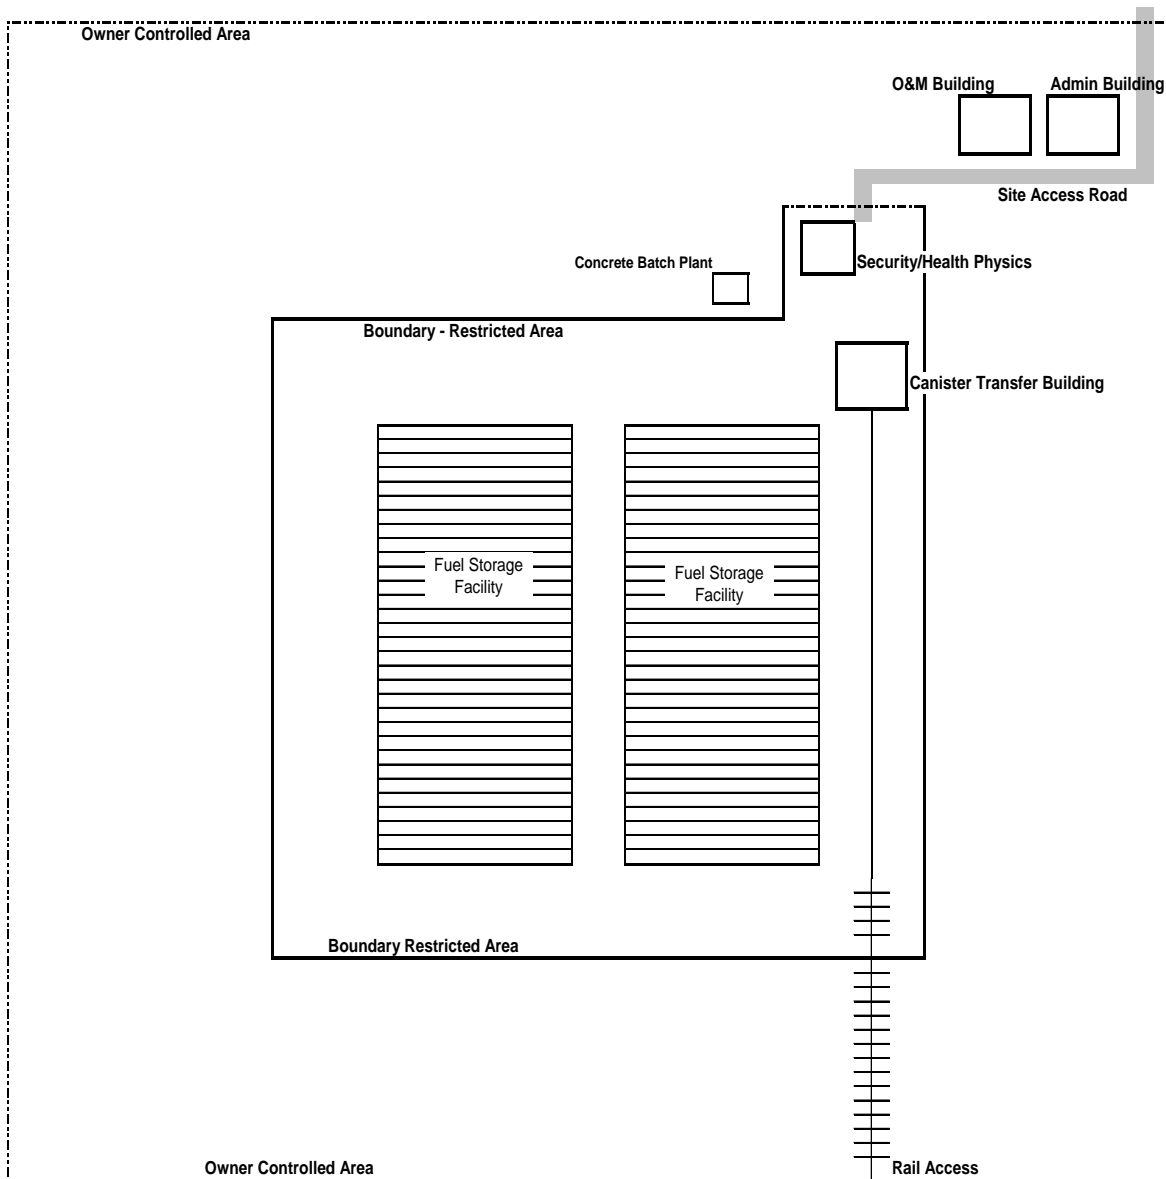 Owner Controlled Area
O&M Building
Admin Building
Site Access Road
Security/Health Physics
Concrete Batch Plant
Boundary - Restricted Area
Canister Transfer Building
Fuel Storage
Facility
Fuel Storage
Facility
Boundary Restricted Area
Owner Controlled Area
Rail Access